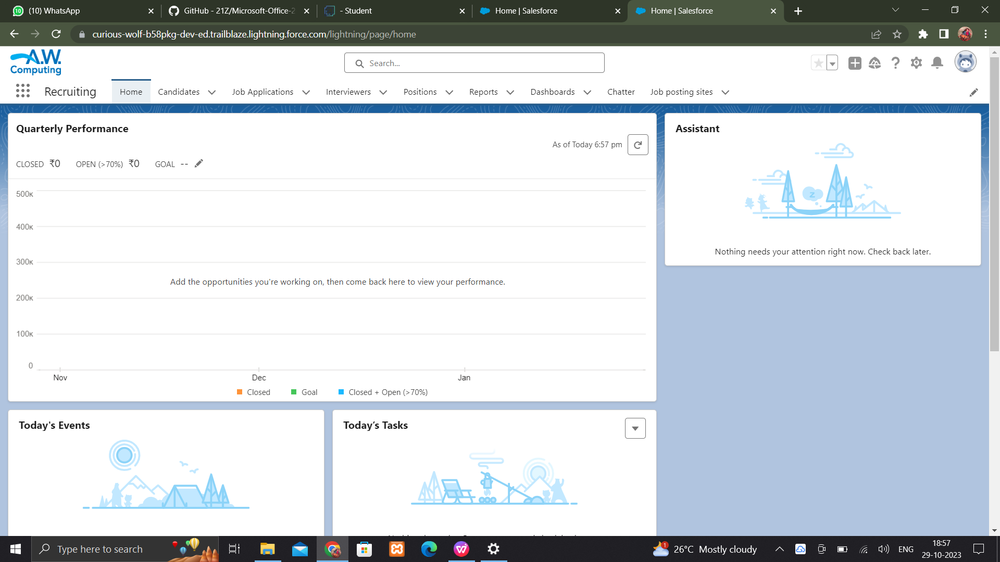 (10) WhatsApp
GitHub - 21Z/Microsoft-Office-2
- Student
Home | Salesforce
Home | Salesforce
curious-wolf-b58pkg-dev-ed.trailblaze.lightning.force.com/lightning/page/home
A.W.
Computing
Search...
Recruiting
Home
Candidates
Job Applications
Interviewers
Positions
Reports
Dashboards
Chatter
Job posting sites
Quarterly Performance
As of Today 6:57 pm
CLOSED ₹0 OPEN (>70%) ₹0 GOAL --
500K
400K
300K
200K
100K
0
Add the opportunities you're working on, then come back here to view your performance.
Nov Dec Jan
Closed Goal Closed + Open (>70%)
Assistant
Z
Nothing needs your attention right now. Check back later.
Today's Events
Today's Tasks
Type here to search
1
26°C Mostly cloudy
ENG
18:57
29-10-2023